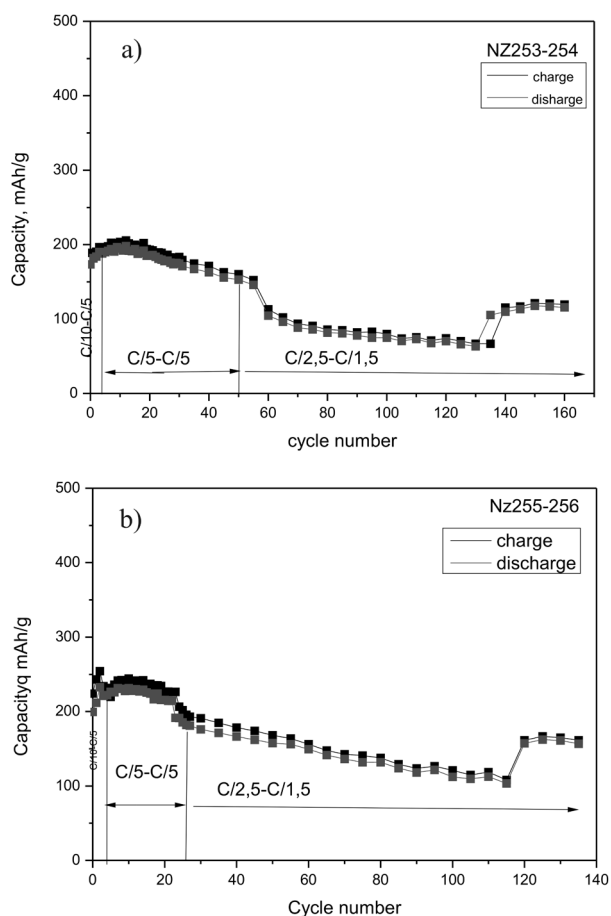 a)
NZ253-254
charge
disharge
Capacity, mAh/g
500
400
300
200
100
0
C/10-C/5
C/5-C/5
C/2,5-C/1,5
0 20 40 60 80 100 120 140 160
cycle number
b)
Nz255-256
charge
discharge
Capacityq mAh/g
500
400
300
200
100
0
C/10-C/5
C/5-C/5
C/2,5-C/1,5
0 20 40 60 80 100 120 140
Cycle number